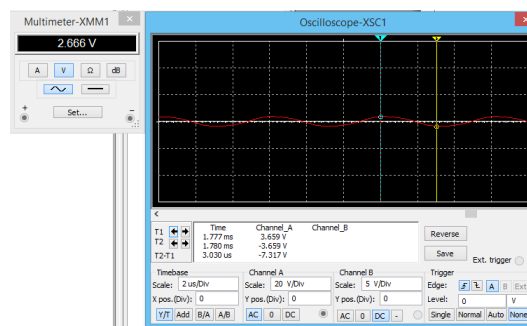 Multimeter-XMM1
2.666 V
A V Ω dB
+ Set... -
Oscilloscope-XSC1
Time Channel_A Channel_B
T1 1.777 ms 3.659 V
T2 1.780 ms -3.659 V
T2-T1 3.030 us -7.317 V
Reverse
Save
Ext. trigger
Timebase Channel A Channel B Trigger
Scale: 2 us/Div Scale: 20 V/Div Scale: 5 V/Div Edge: A B Ext
X pos.(Div): 0 Y pos.(Div): 0 Y pos.(Div): 0 Level: 0 V
Y/T Add B/A A/B AC 0 DC AC 0 DC - Single Normal Auto None